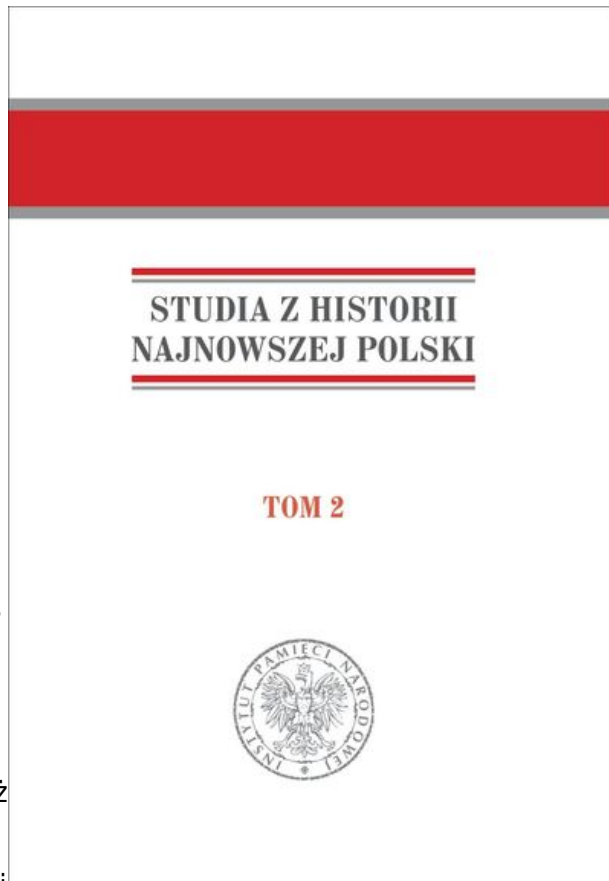 STUDIA Z HISTORII
NAJNOWSZEJ POLSKI
TOM 2
INSTYTUT PAMIĘCI NARODOWEJ
ż
i